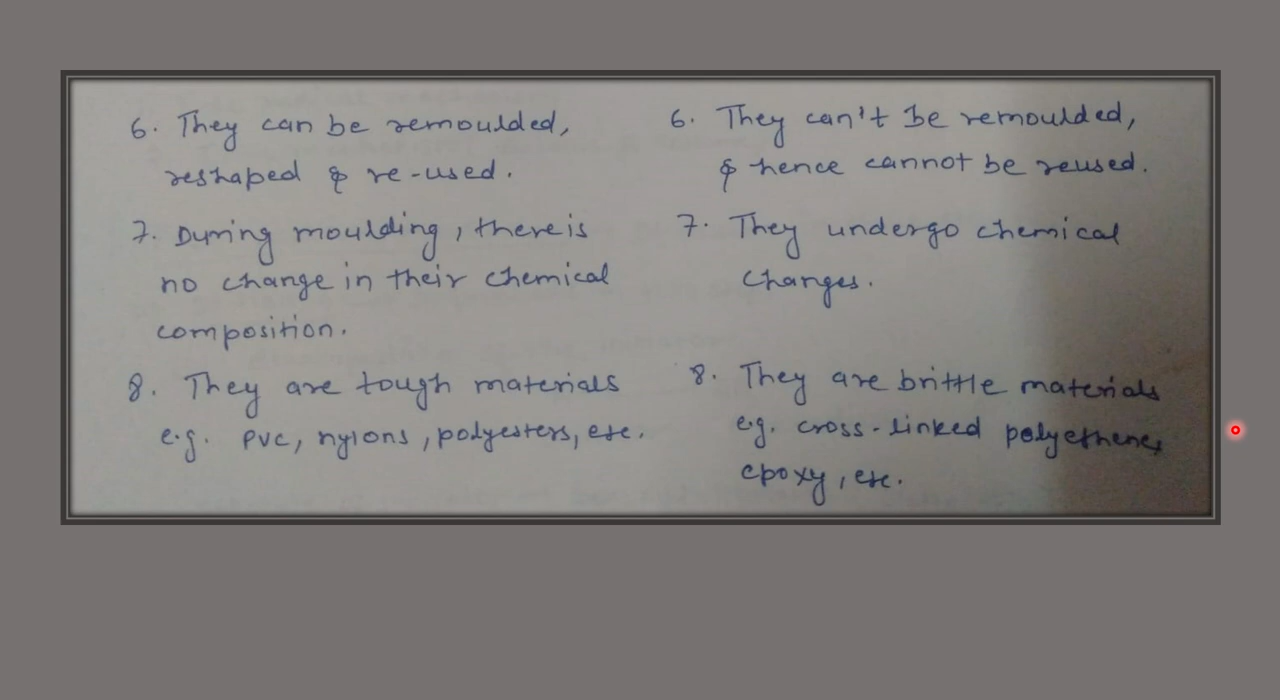 6. They can be remoulded,
reshaped & re-used.
7. During moulding, there is
no change in their chemical
composition.
8. They are tough materials
e.g. PVC, nylons, polyesters, etc.
6. They can't be remoulded,
& hence cannot be reused.
7. They undergo chemical
changes.
8. They are brittle materials
e.g. cross-linked polyethenes,
epoxy, etc.